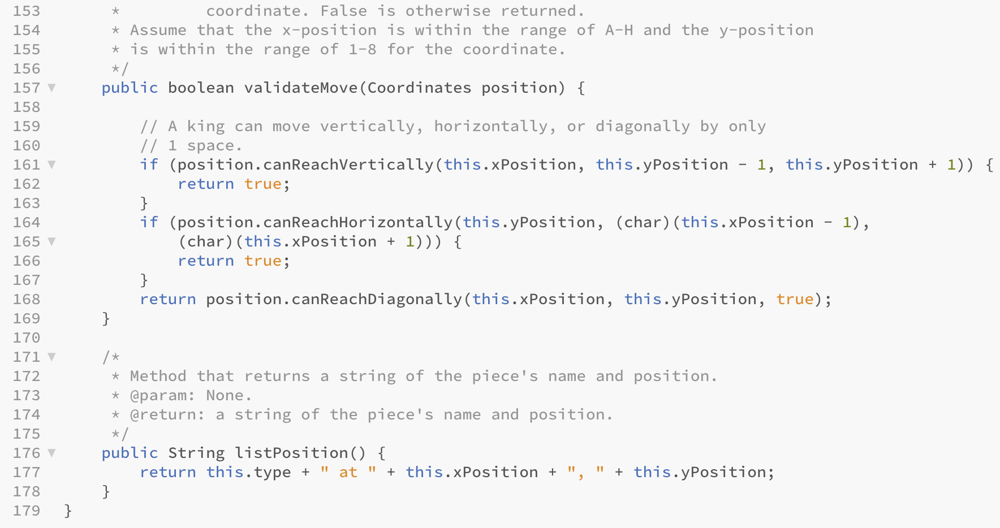 153        *         coordinate. False is otherwise returned.
154        * Assume that the x-position is within the range of A-H and the y-position
155        * is within the range of 1-8 for the coordinate.
156        */
157 ▼     public boolean validateMove(Coordinates position) {
158
159           // A king can move vertically, horizontally, or diagonally by only
160           // 1 space.
161 ▼         if (position.canReachVertically(this.xPosition, this.yPosition - 1, this.yPosition + 1)) {
162               return true;
163           }
164           if (position.canReachHorizontally(this.yPosition, (char)(this.xPosition - 1),
165 ▼             (char)(this.xPosition + 1))) {
166               return true;
167           }
168           return position.canReachDiagonally(this.xPosition, this.yPosition, true);
169       }
170
171 ▼     /*
172        * Method that returns a string of the piece's name and position.
173        * @param: None.
174        * @return: a string of the piece's name and position.
175        */
176 ▼     public String listPosition() {
177           return this.type + " at " + this.xPosition + ", " + this.yPosition;
178       }
179   }